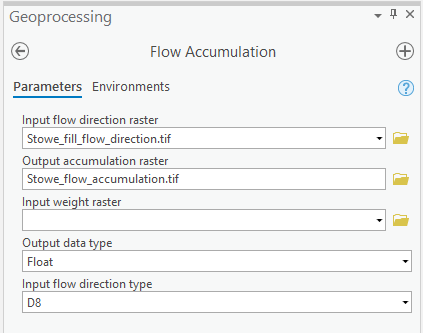 Geoprocessing
Flow Accumulation
Parameters Environments
?
Input flow direction raster
Stowe_fill_flow_direction.tif
Output accumulation raster
Stowe_flow_accumulation.tif
Input weight raster
Output data type
Float
Input flow direction type
D8